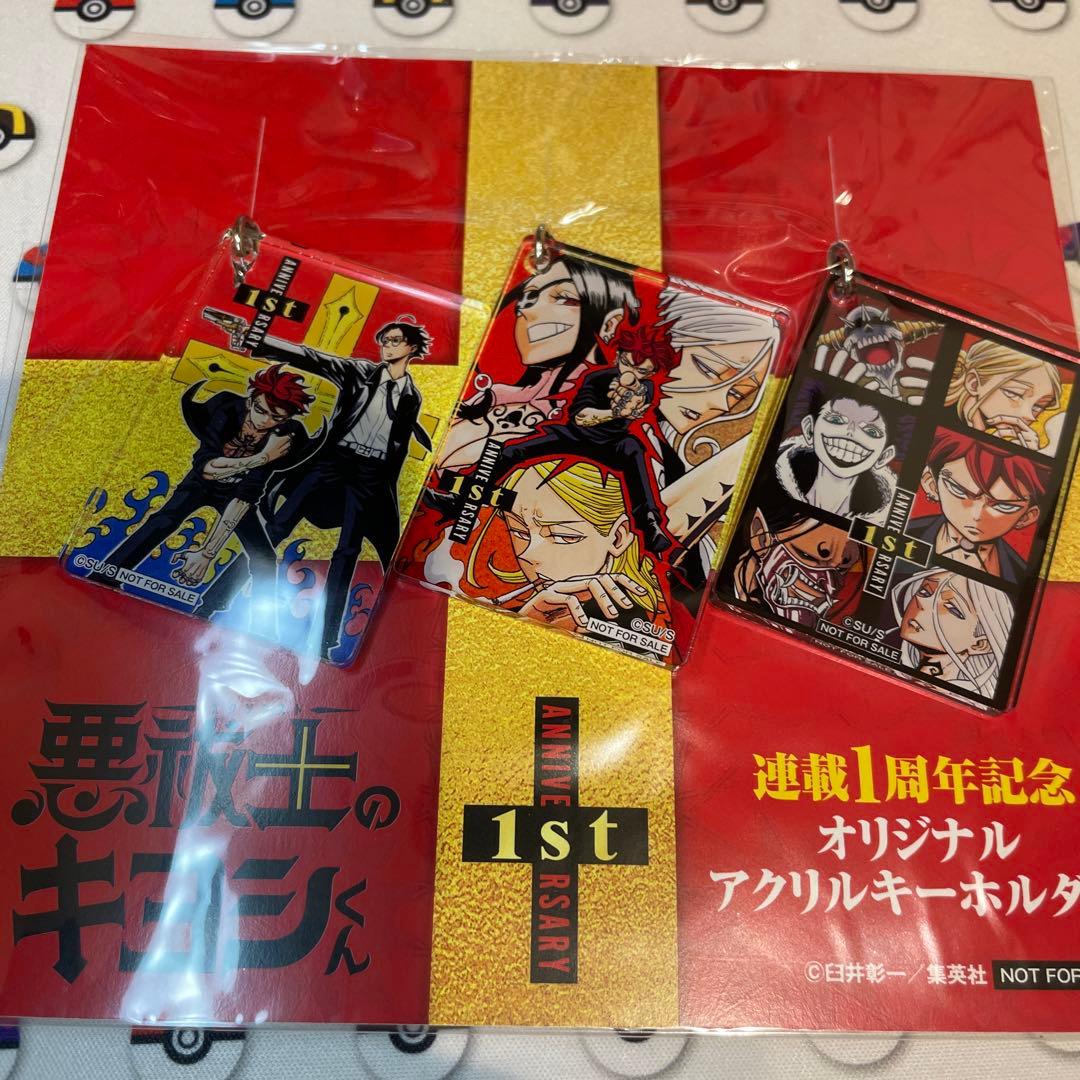 ANNIVERSARY
1st
©SU/S NOT FOR SALE
ANNIVERSARY
1st
©SU/S
NOT FOR SALE
ANNIVERSARY
1st
©SU/S
NOT FOR SALE
悪祓士の
キヨシくん
ANNIVERSARY
1st
連載1周年記念
オリジナル
アクリルキーホルダ
©臼井彰一/集英社 NOT FOR